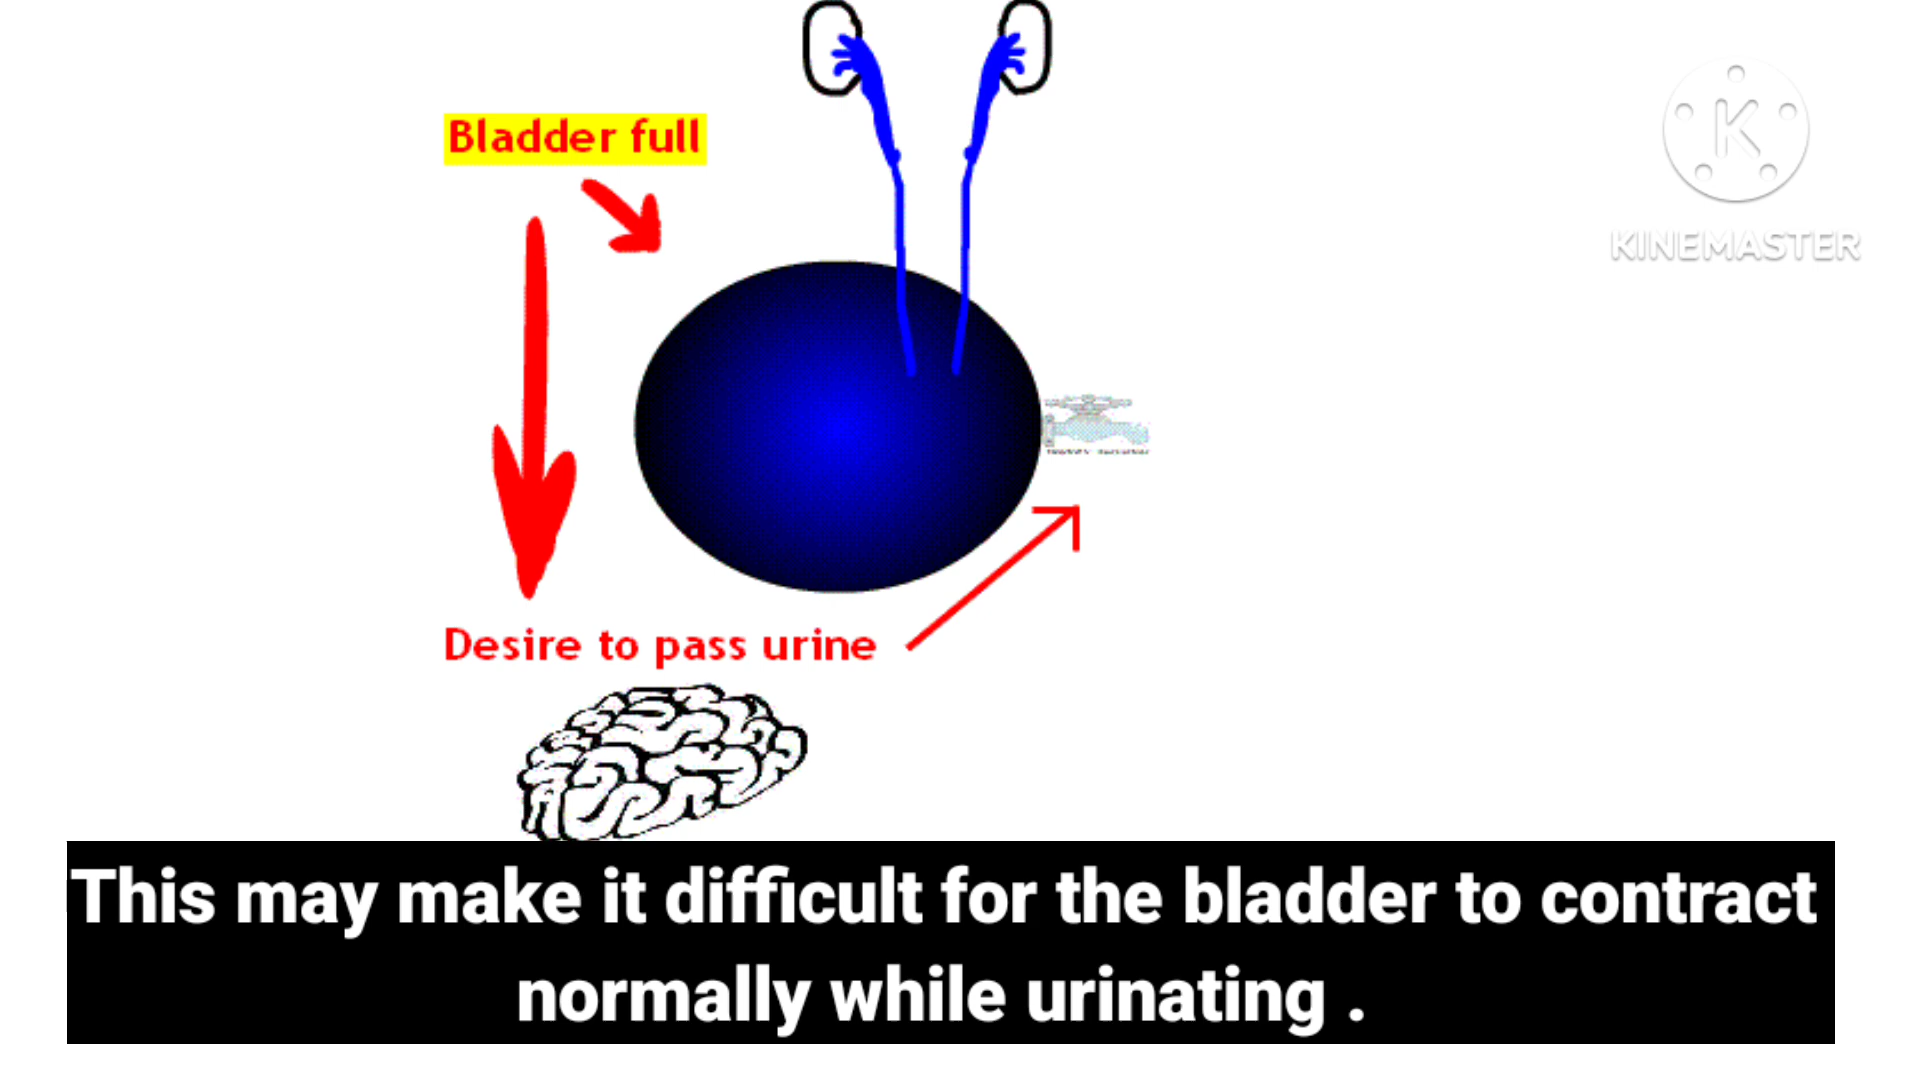 Bladder full
KINEMASTER
Desire to pass urine
This may make it difficult for the bladder to contract
normally while urinating .